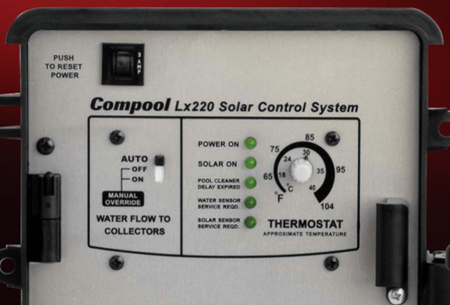 PUSH
TO RESET
POWER
3 AMP
Compool Lx220 Solar Control System
AUTO
OFF
ON
MANUAL
OVERRIDE
WATER FLOW TO
COLLECTORS
POWER ON
SOLAR ON
POOL CLEANER
DELAY EXPIRED
WATER SENSOR
SERVICE REQD.
SOLAR SENSOR
SERVICE REQD.
85
75 30 95
24 35
65 18 40
°F °C 104
THERMOSTAT
APPROXIMATE TEMPERATURE